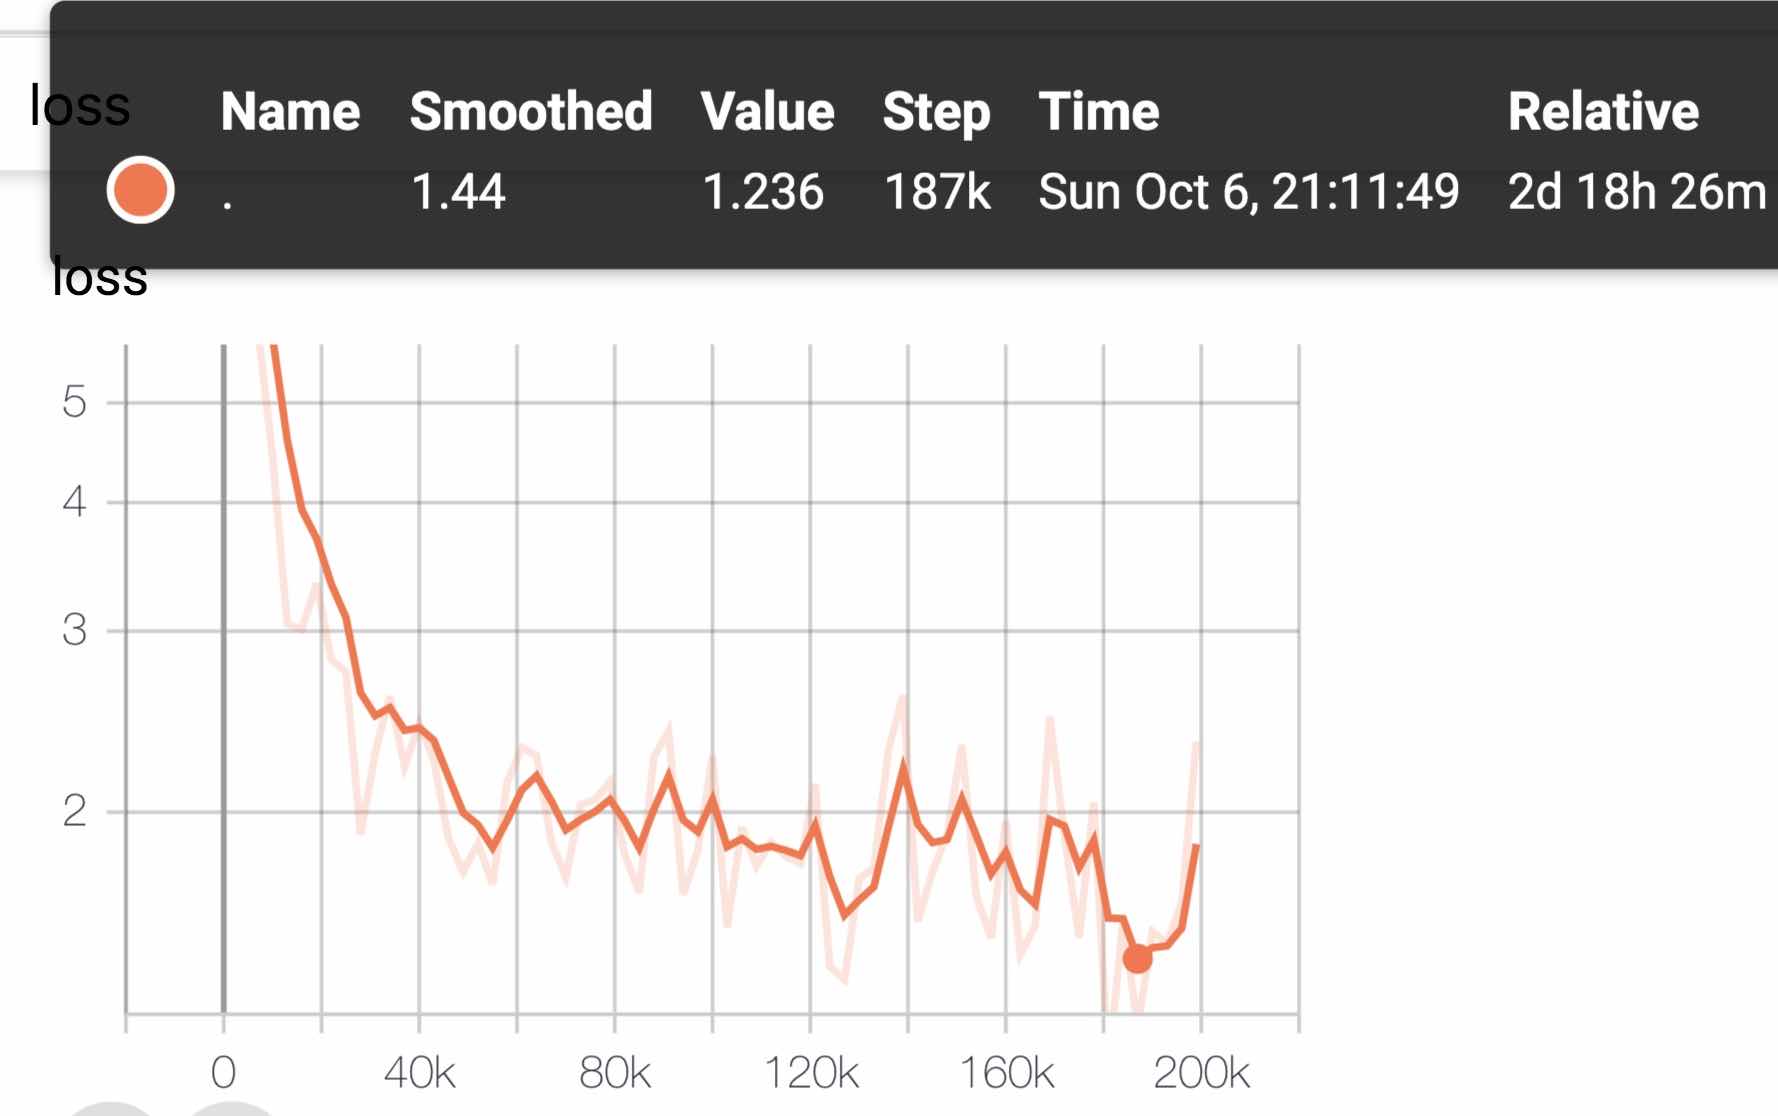 loss
Name Smoothed Value Step Time Relative
. 1.44 1.236 187k Sun Oct 6, 21:11:49 2d 18h 26m
loss
5
4
3
2
0 40k 80k 120k 160k 200k